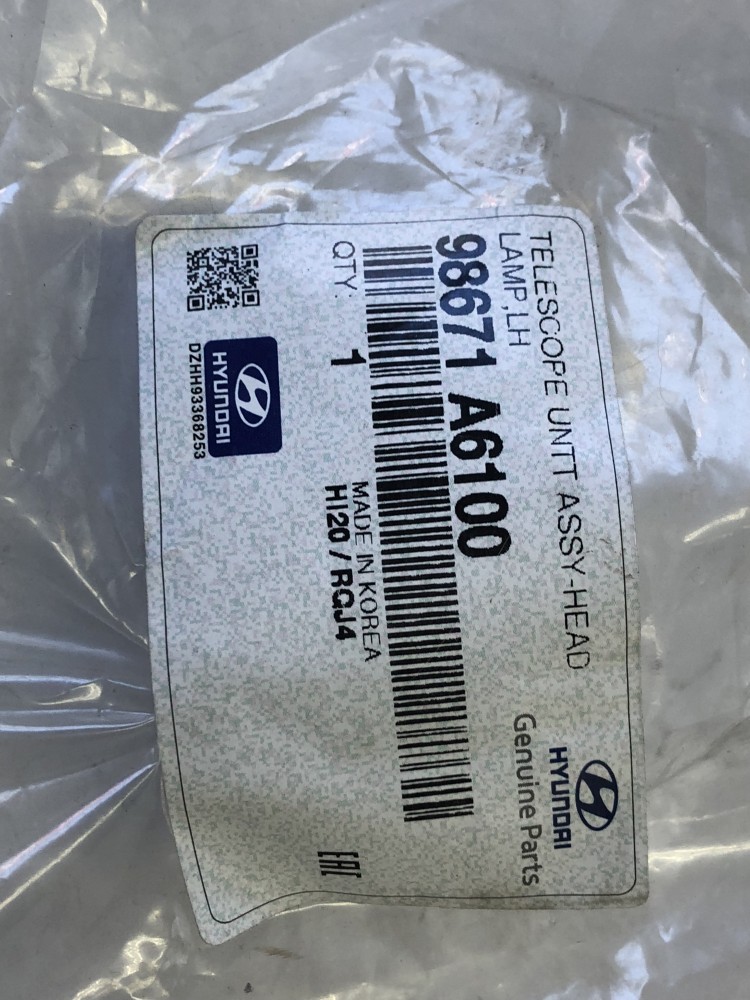 TELESCOPE UNIT ASSY-HEAD
LAMP,LH
98671 A6100
HYUNDAI
Genuine Parts
QTY: 1
MADE IN KOREA
HI20 / RQJ4
EAC
HYUNDAI
DZHH93368253